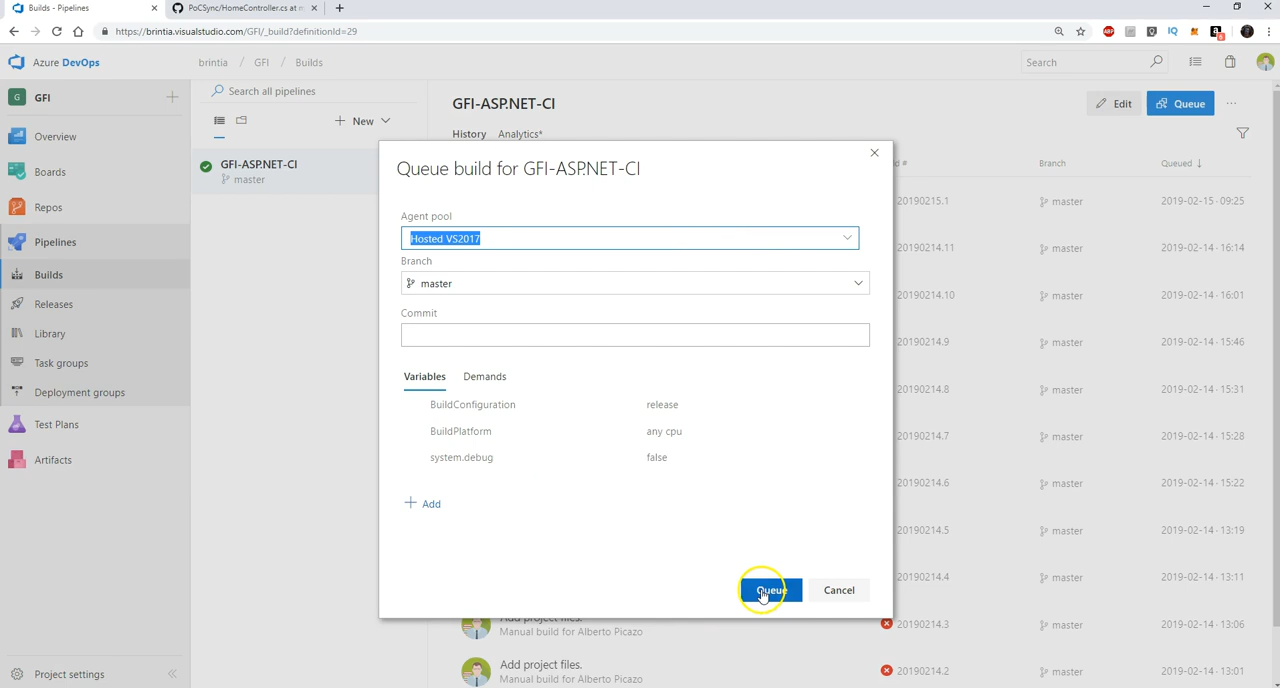 Builds - Pipelines
PoCSync/HomeController.cs at m
https://brintia.visualstudio.com/GFI/_build?definitionId=29
ABP
IQ
a
6
Azure DevOps
brintia / GFI / Builds
Search
G GFI
Overview
Boards
Repos
Pipelines
Builds
Releases
Library
Task groups
Deployment groups
Test Plans
Artifacts
Project settings
Search all pipelines
New
GFI-ASP.NET-CI
master
GFI-ASP.NET-CI
Edit
Queue
History Analytics*
d #
Branch
Queued ↓
20190215.1 master 2019-02-15 · 09:25
20190214.11 master 2019-02-14 · 16:14
20190214.10 master 2019-02-14 · 16:01
20190214.9 master 2019-02-14 · 15:46
20190214.8 master 2019-02-14 · 15:31
20190214.7 master 2019-02-14 · 15:28
20190214.6 master 2019-02-14 · 15:22
20190214.5 master 2019-02-14 · 13:19
20190214.4 master 2019-02-14 · 13:11
Add project files.
Manual build for Alberto Picazo
20190214.3 master 2019-02-14 · 13:06
Add project files.
Manual build for Alberto Picazo
20190214.2 master 2019-02-14 · 13:01
Queue build for GFI-ASP.NET-CI
Agent pool
Hosted VS2017
Branch
master
Commit
Variables Demands
BuildConfiguration release
BuildPlatform any cpu
system.debug false
Add
Queue
Cancel